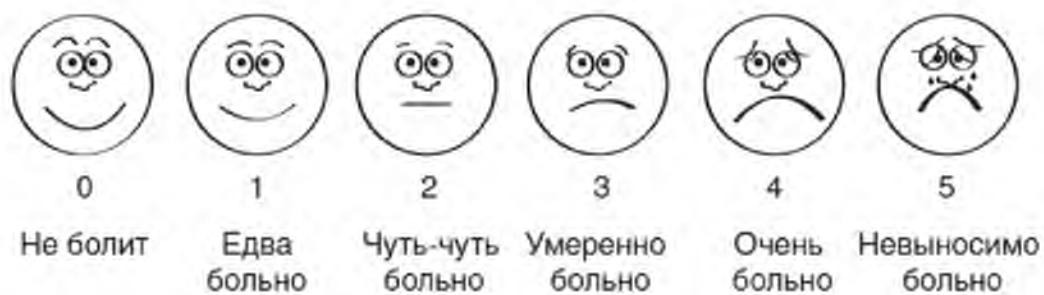 0 1 2 3 4 5
Не болит Едва Чуть-чуть Умеренно Очень Невыносимо
больно больно больно больно больно